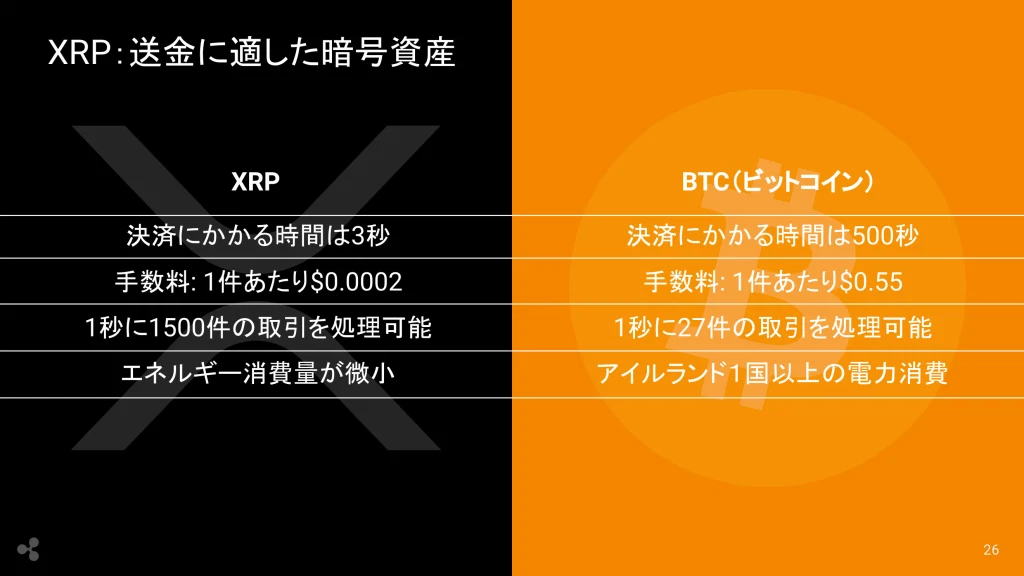 XRP：送金に適した暗号資産
XRP
決済にかかる時間は3秒
手数料: 1件あたり$0.0002
1秒に1500件の取引を処理可能
エネルギー消費量が微小
BTC（ビットコイン）
決済にかかる時間は500秒
手数料: 1件あたり$0.55
1秒に27件の取引を処理可能
アイルランド１国以上の電力消費
26